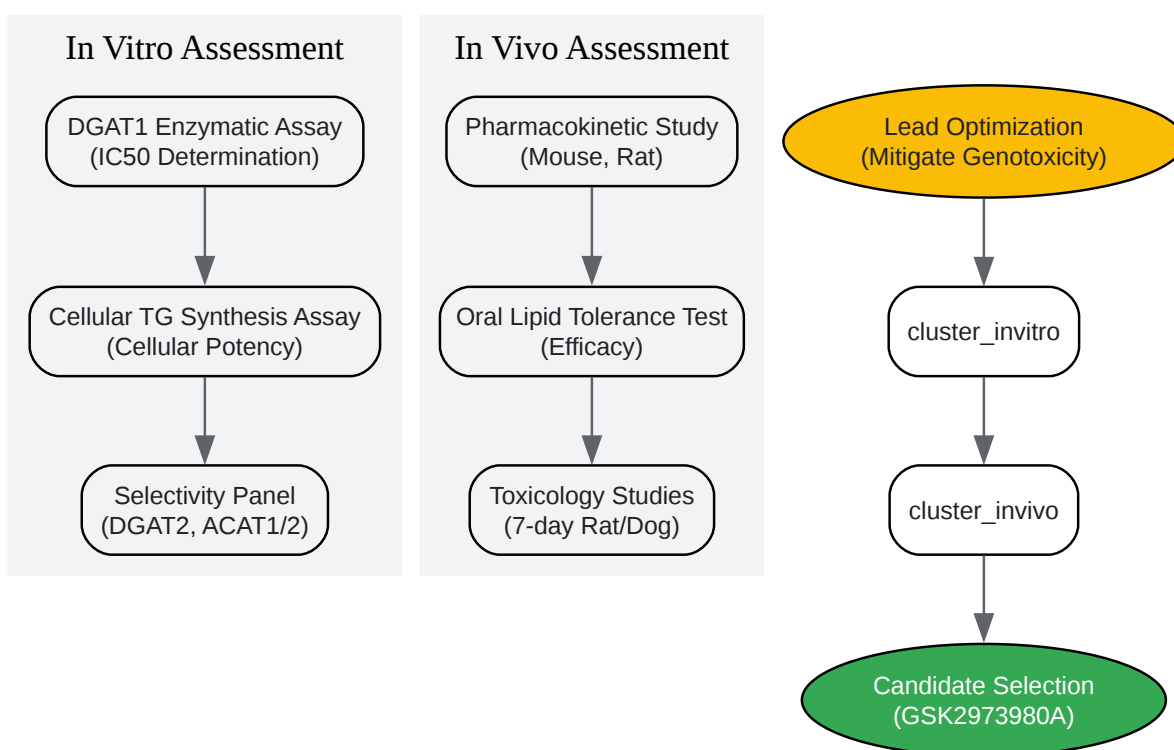 In Vitro Assessment
DGAT1 Enzymatic Assay
(IC50 Determination)
Cellular TG Synthesis Assay
(Cellular Potency)
Selectivity Panel
(DGAT2, ACAT1/2)
In Vivo Assessment
Pharmacokinetic Study
(Mouse, Rat)
Oral Lipid Tolerance Test
(Efficacy)
Toxicology Studies
(7-day Rat/Dog)
Lead Optimization
(Mitigate Genotoxicity)
cluster_invitro
cluster_invivo
Candidate Selection
(GSK2973980A)